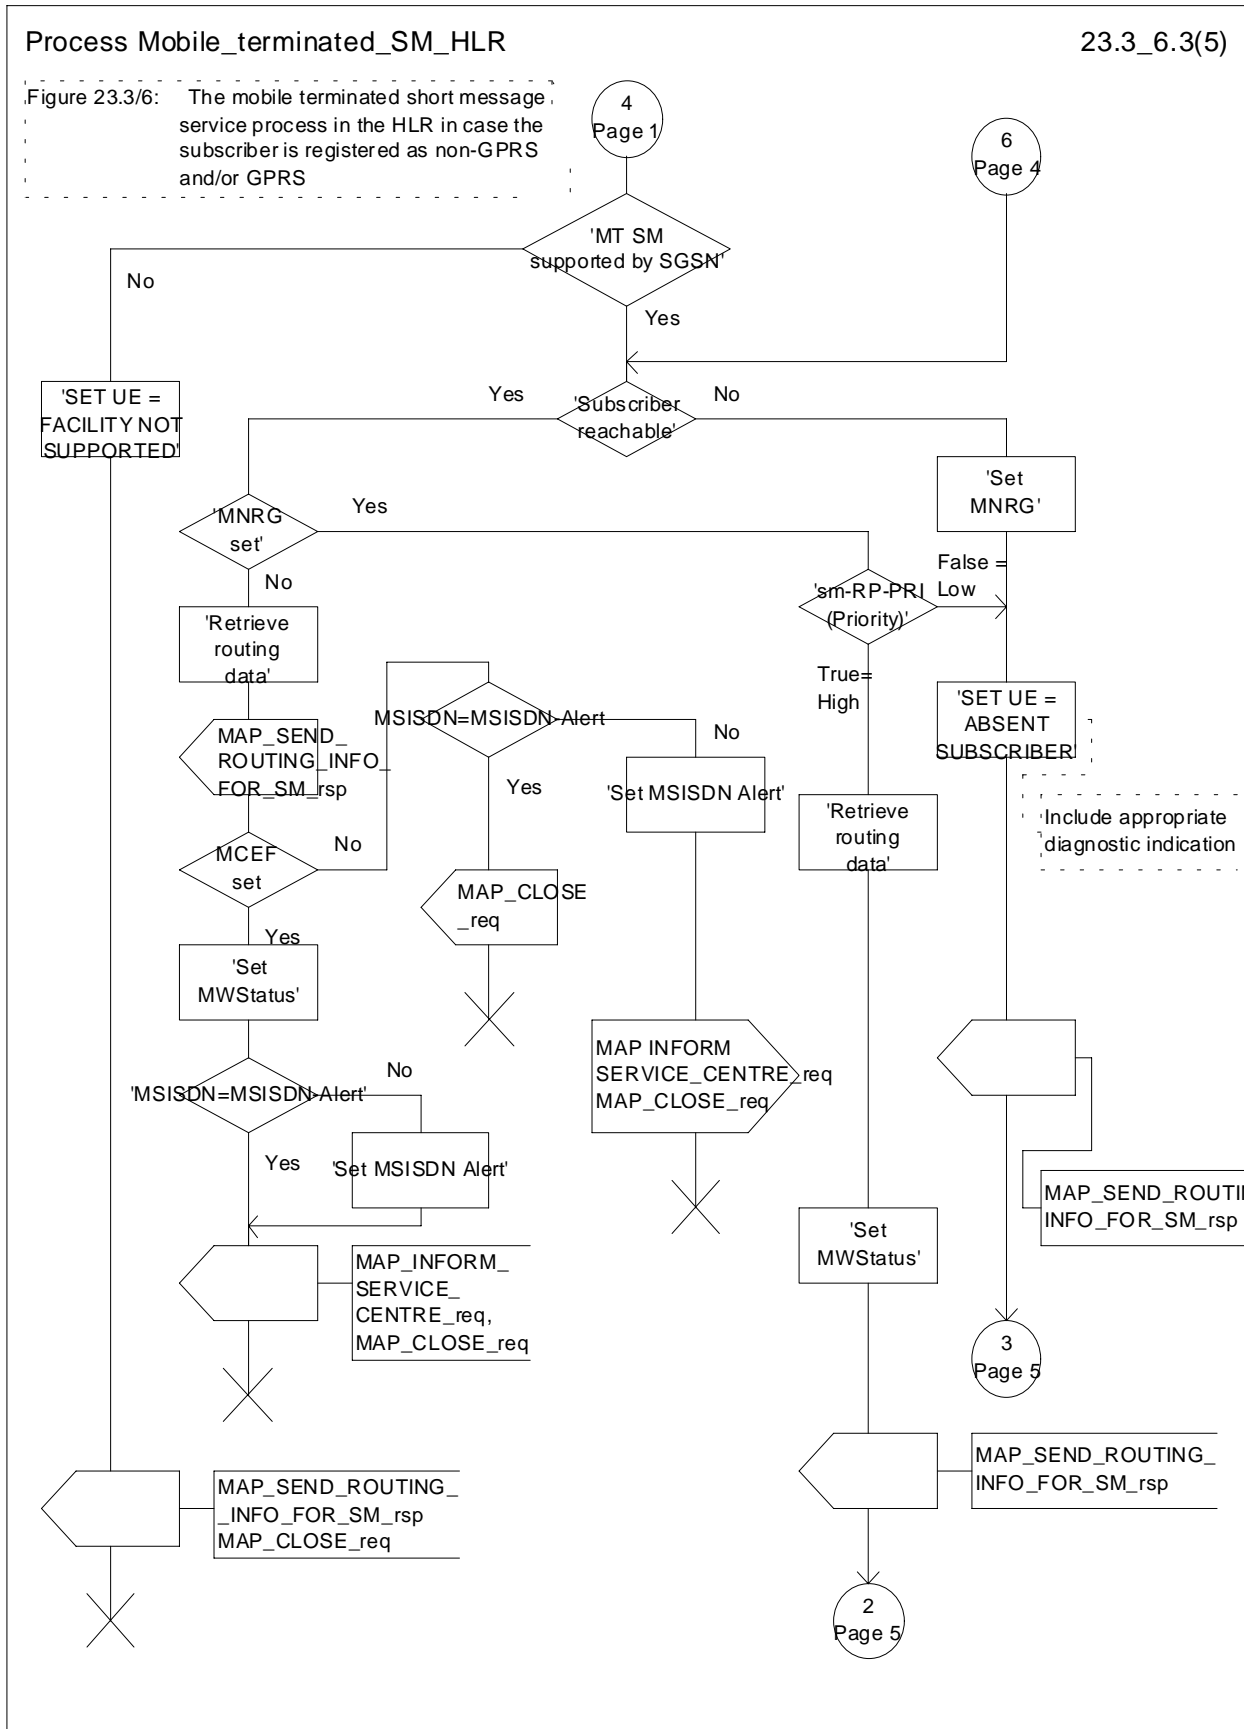 Process Mobile_terminated_SM_HLR
23.3_6.3(5)
Figure 23.3/6: The mobile terminated short message
service process in the HLR in case the
subscriber is registered as non-GPRS
and/or GPRS
4
Page 1
6
Page 4
'MT SM
supported by SGSN'
No
Yes
'SET UE =
FACILITY NOT
SUPPORTED'
Yes
'Subscriber
reachable'
No
'Set
MNRG'
'MNRG
set'
Yes
No
False =
Low
'sm-RP-PRI
(Priority)'
'Retrieve
routing
data'
True=
High
'SET UE =
ABSENT
SUBSCRIBER'
MSISDN=MSISDN-Alert
No
Yes
MAP_SEND_
ROUTING_INFO_
FOR_SM_rsp
'Set MSISDN Alert'
'Retrieve
routing
data'
Include appropriate
diagnostic indication
MCEF
set
No
Yes
MAP_CLOSE
_req
'Set
MWStatus'
MAP INFORM
SERVICE_CENTRE_req
MAP_CLOSE_req
'MSISDN=MSISDN-Alert'
No
Yes
'Set MSISDN Alert'
MAP_SEND_ROUTI
INFO_FOR_SM_rsp
'Set
MWStatus'
MAP_INFORM_
SERVICE_
CENTRE_req,
MAP_CLOSE_req
3
Page 5
MAP_SEND_ROUTING_
INFO_FOR_SM_rsp
MAP_SEND_ROUTING_
_INFO_FOR_SM_rsp
MAP_CLOSE_req
2
Page 5